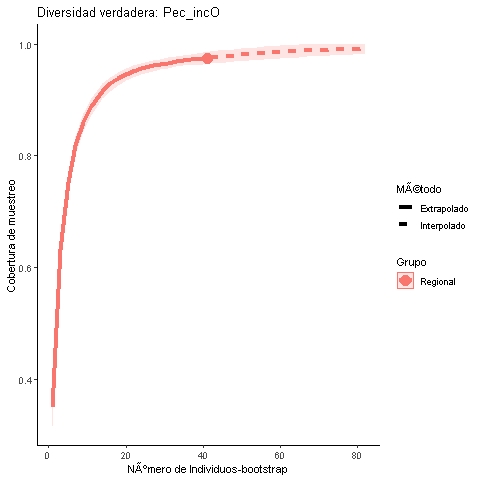 Diversidad verdadera: Pec_incO
1.0
0.8
0.6
0.4
Cobertura de muestreo
0
20
40
60
80
NÃºmero de Individuos-bootstrap
MÃ©todo
Extrapolado
Interpolado
Grupo
Regional